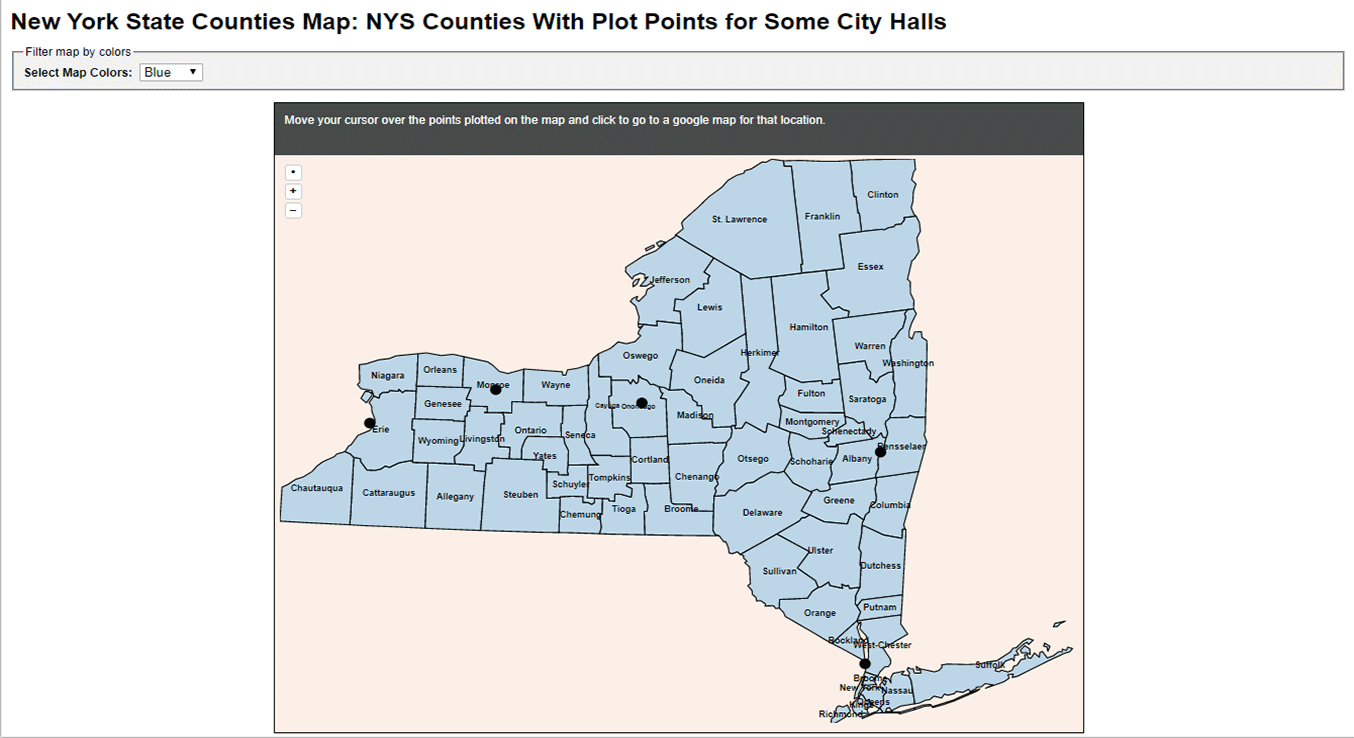 New York State Counties Map: NYS Counties With Plot Points for Some City Halls
Filter map by colors
Select Map Colors: Blue ▼
Move your cursor over the points plotted on the map and click to go to a google map for that location.
•
+
−
Clinton
Franklin
St. Lawrence
Essex
Jefferson
Lewis
Hamilton
Warren
Herkimer
Oswego
Washington
Orleans
Niagara
Oneida
Monroe
Wayne
Fulton
Saratoga
Genesee
Cayuga
Onondago
Madison
Montgomery
Erie
Ontario
Schenectady
Seneca
Wyoming
Livingston
Rensselaer
Yates
Cortland
Otsego
Schoharie
Albany
Chenango
Tompkins
Schuyler
Chautauqua
Cattaraugus
Allegany
Steuben
Greene
Columbia
Tioga
Broome
Chemung
Delaware
Ulster
Dutchess
Sullivan
Putnam
Orange
Rockland
West-Chester
Suffolk
New York
Nassau
Queens
Kings
Richmond